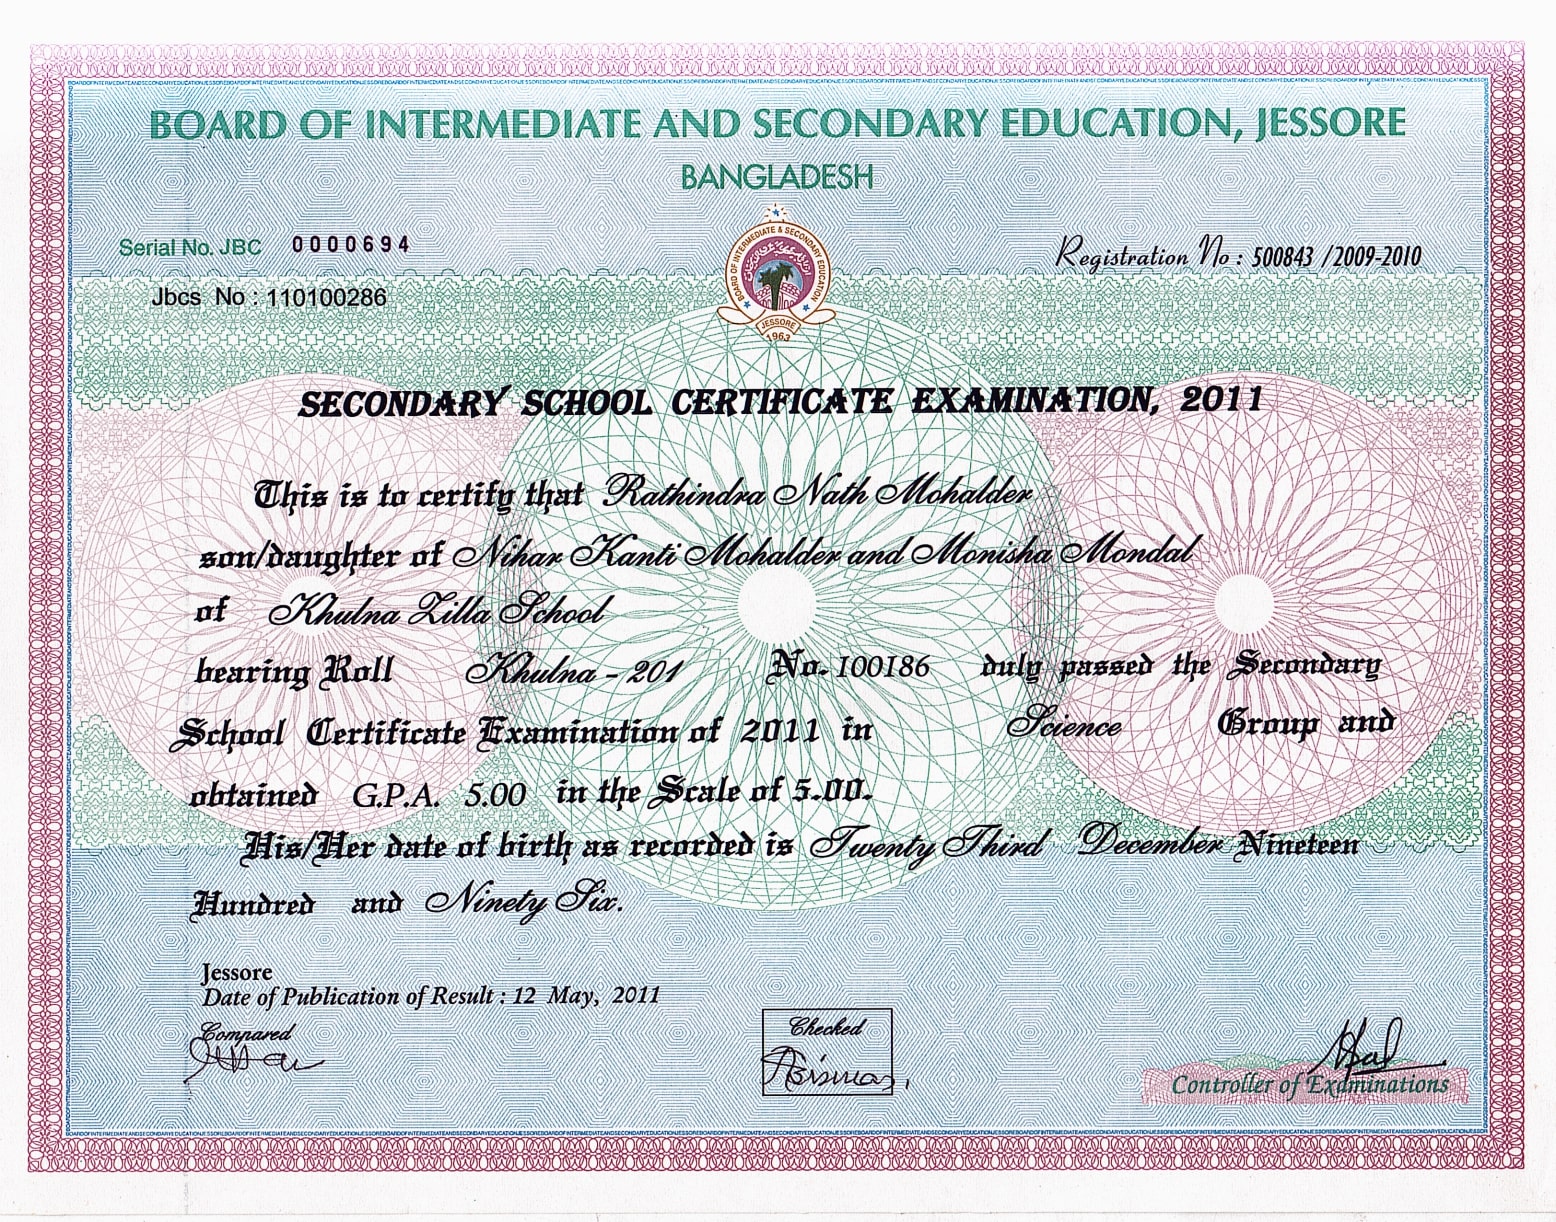 BOARD OF INTERMEDIATE AND SECONDARY EDUCATION, JESSORE
BANGLADESH
Serial No. JBC 0000694
Registration No : 500843 /2009-2010
Jbcs No : 110100286
BOARD OF INTERMEDIATE & SECONDARY EDUCATION
JESSORE
1963
SECONDARY SCHOOL CERTIFICATE EXAMINATION, 2011
This is to certify that Rathindra Nath Mohalder
son/daughter of Nihar Kanti Mohalder and Monisha Mondal
of Khulna Zilla School
bearing Roll Khulna - 201 No. 100186 duly passed the Secondary
School Certificate Examination of 2011 in Science Group and
obtained G.P.A. 5.00 in the Scale of 5.00.
His/Her date of birth as recorded is Twenty Third December Nineteen
Hundred and Ninety Six.
Jessore
Date of Publication of Result : 12 May, 2011
Compared
Checked
Controller of Examinations